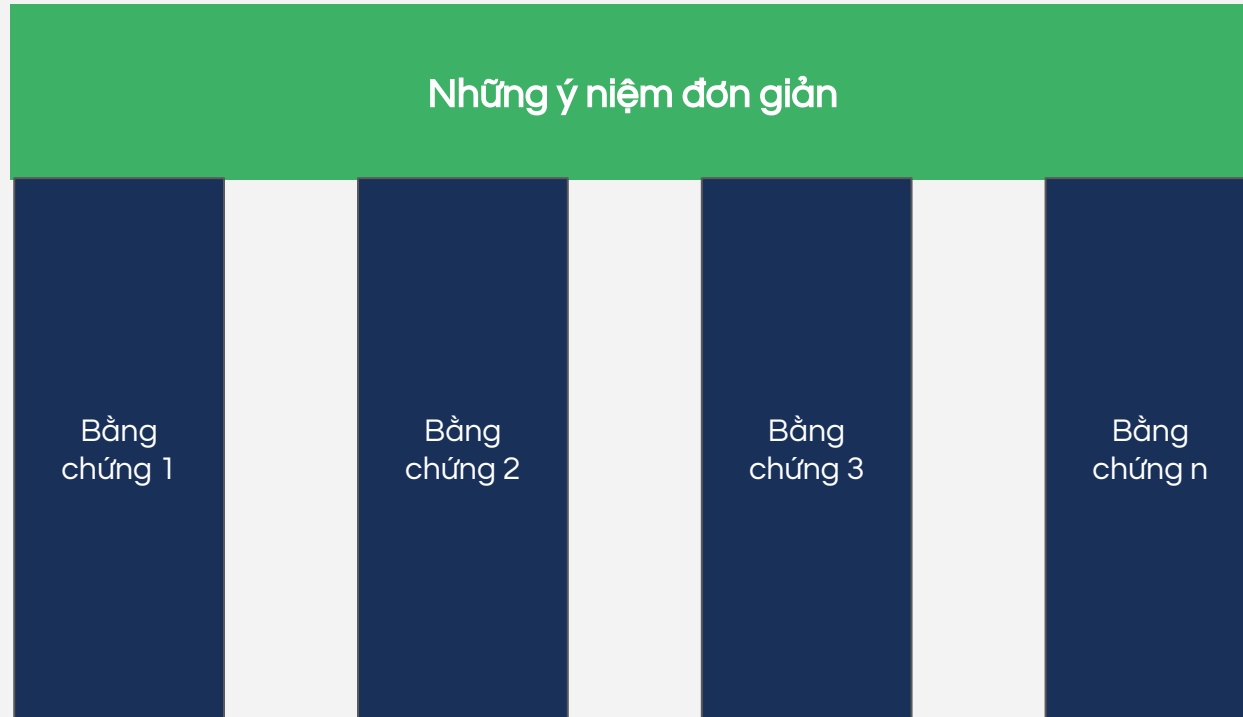 Những ý niệm đơn giản
Bằng
chứng 1
Bằng
chứng 2
Bằng
chứng 3
Bằng
chứng n